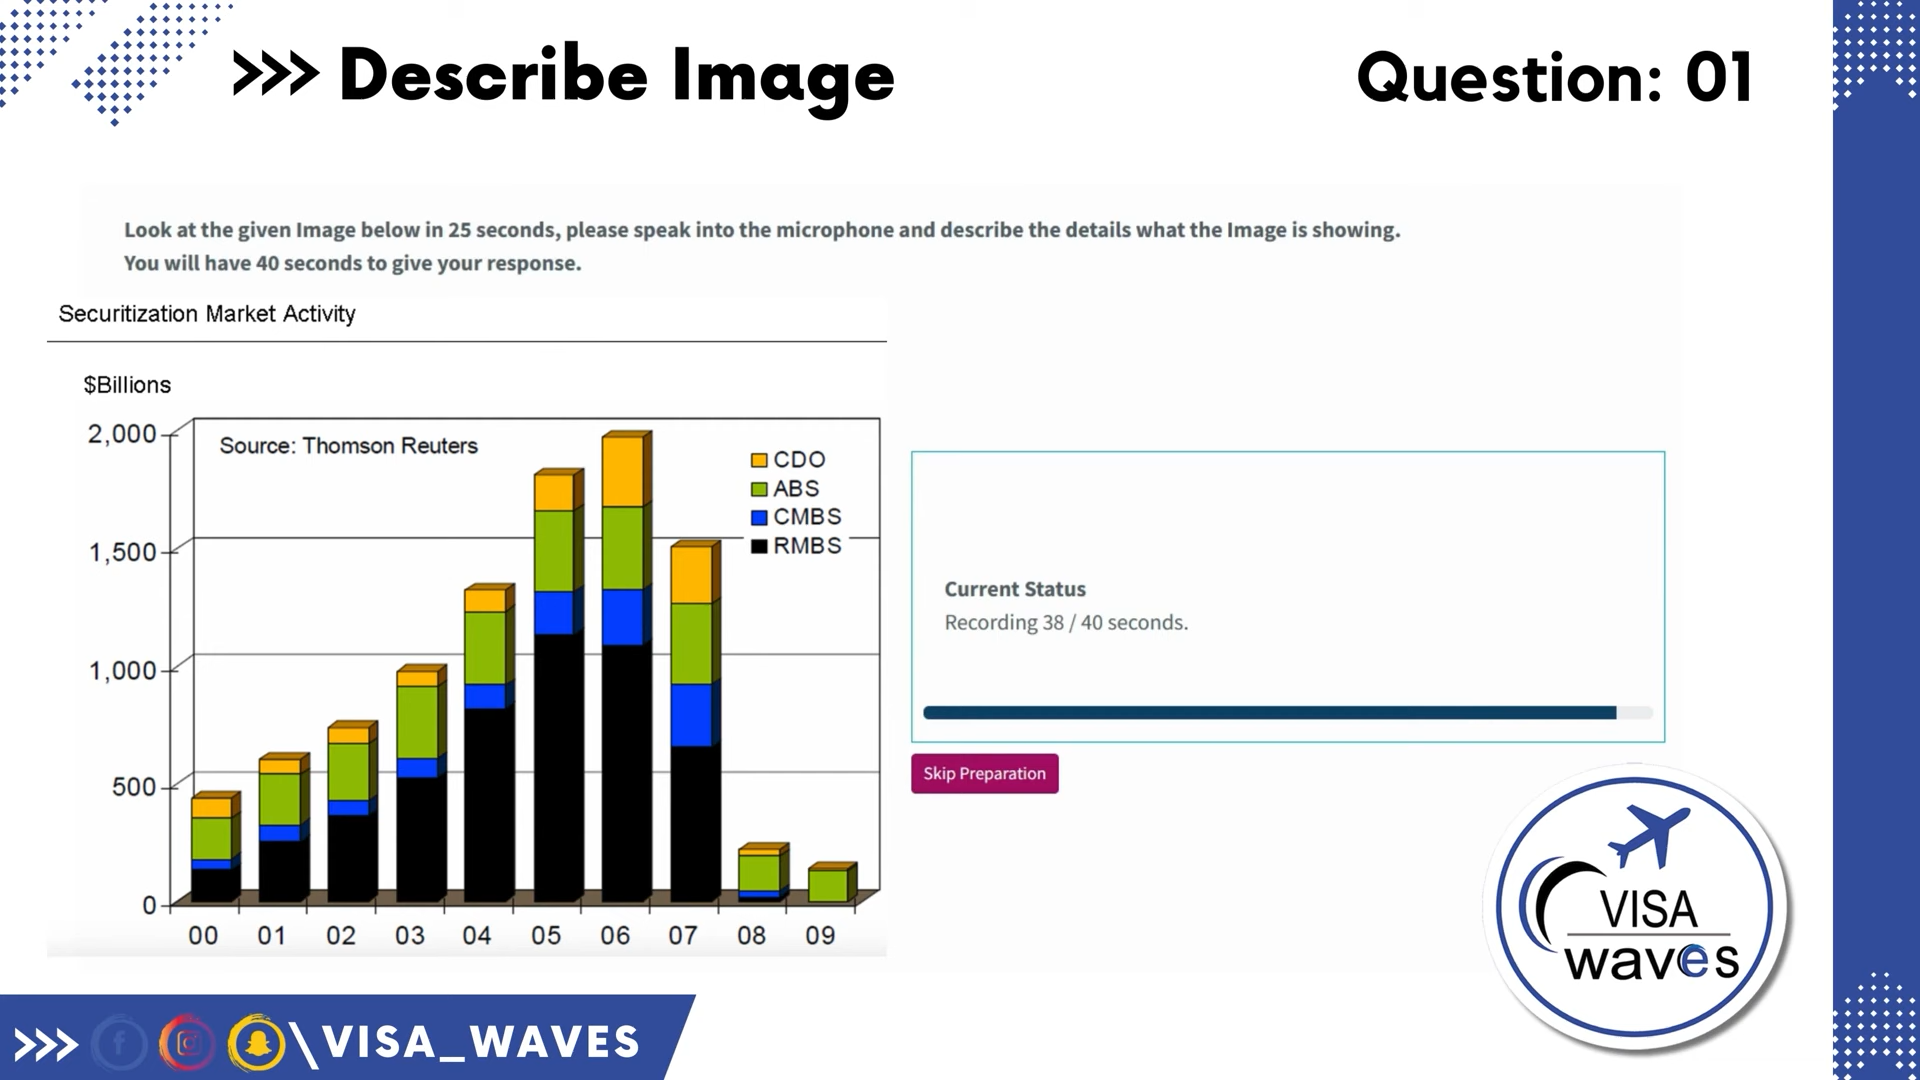 >>> Describe Image
Question: 01
Look at the given Image below in 25 seconds, please speak into the microphone and describe the details what the Image is showing.
You will have 40 seconds to give your response.
Securitization Market Activity
$Billions
Source: Thomson Reuters
2,000
1,500
1,000
500
0
CDO
ABS
CMBS
RMBS
00 01 02 03 04 05 06 07 08 09
Current Status
Recording 38 / 40 seconds.
Skip Preparation
VISA
waves
>>> \VISA_WAVES